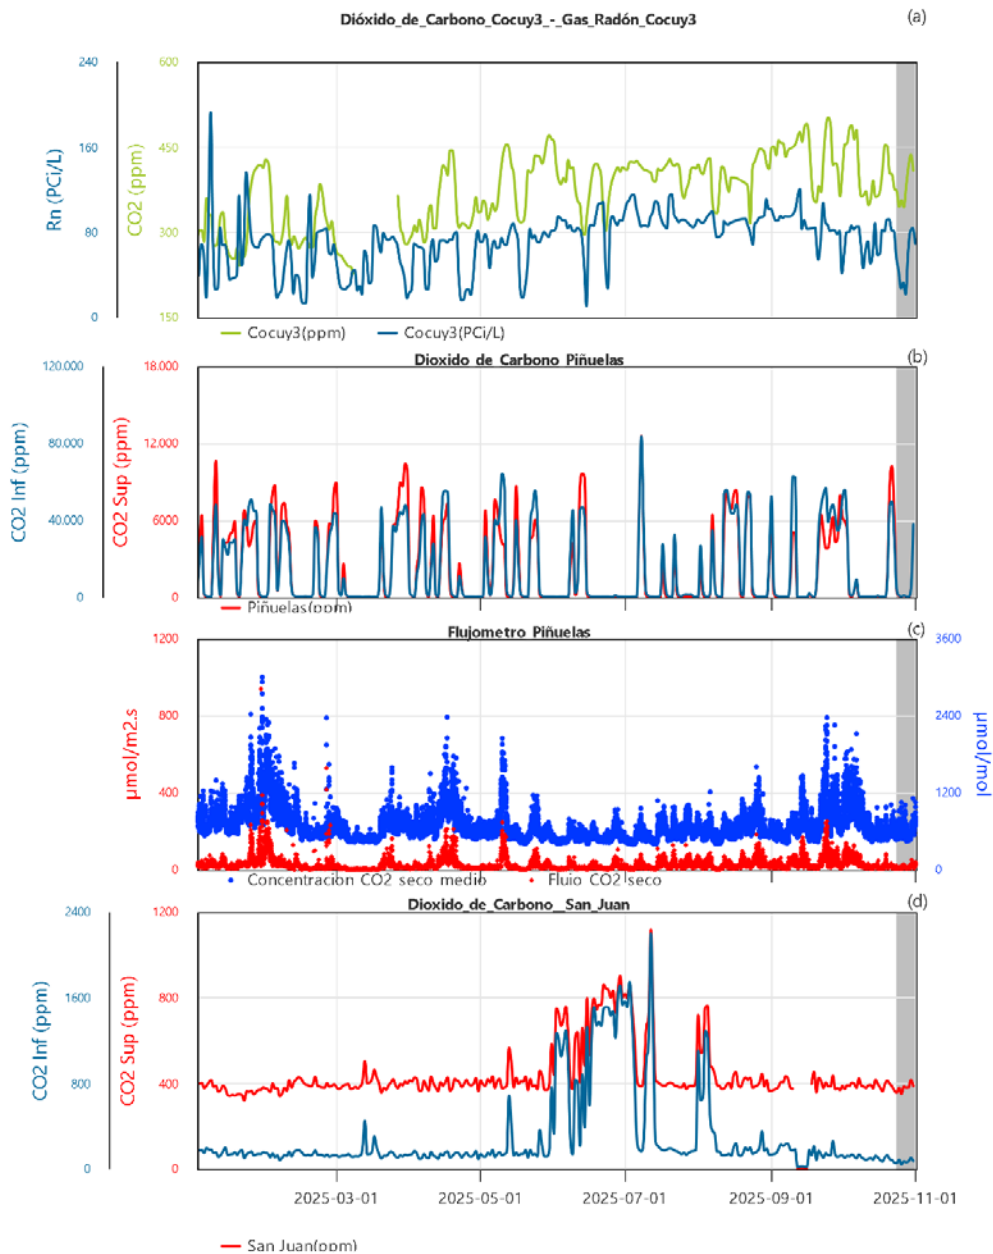 Dióxido_de_Carbono_Cocuy3_-_Gas_Radón_Cocuy3 (a)
240 600
160 450
80 300
0 150
Rn (PCi/L)
CO2 (ppm)
Cocuy3(ppm) Cocuy3(PCi/L)
Dioxido_de_Carbono_Piñuelas (b)
120.000 18.000
80.000 12.000
40.000 6000
0 0
CO2 Inf (ppm)
CO2 Sup (ppm)
Piñuelas(ppm)
Flujometro_Piñuelas (c)
1200 3600
800 2400
400 1200
0 0
µmol/m2.s
µmol/mol
Concentracion CO2 seco medio Flujo CO2 seco
Dioxido_de_Carbono__San_Juan (d)
2400 1200
1600 800
800 400
0 0
CO2 Inf (ppm)
CO2 Sup (ppm)
2025-03-01 2025-05-01 2025-07-01 2025-09-01 2025-11-01
San Juan(ppm)